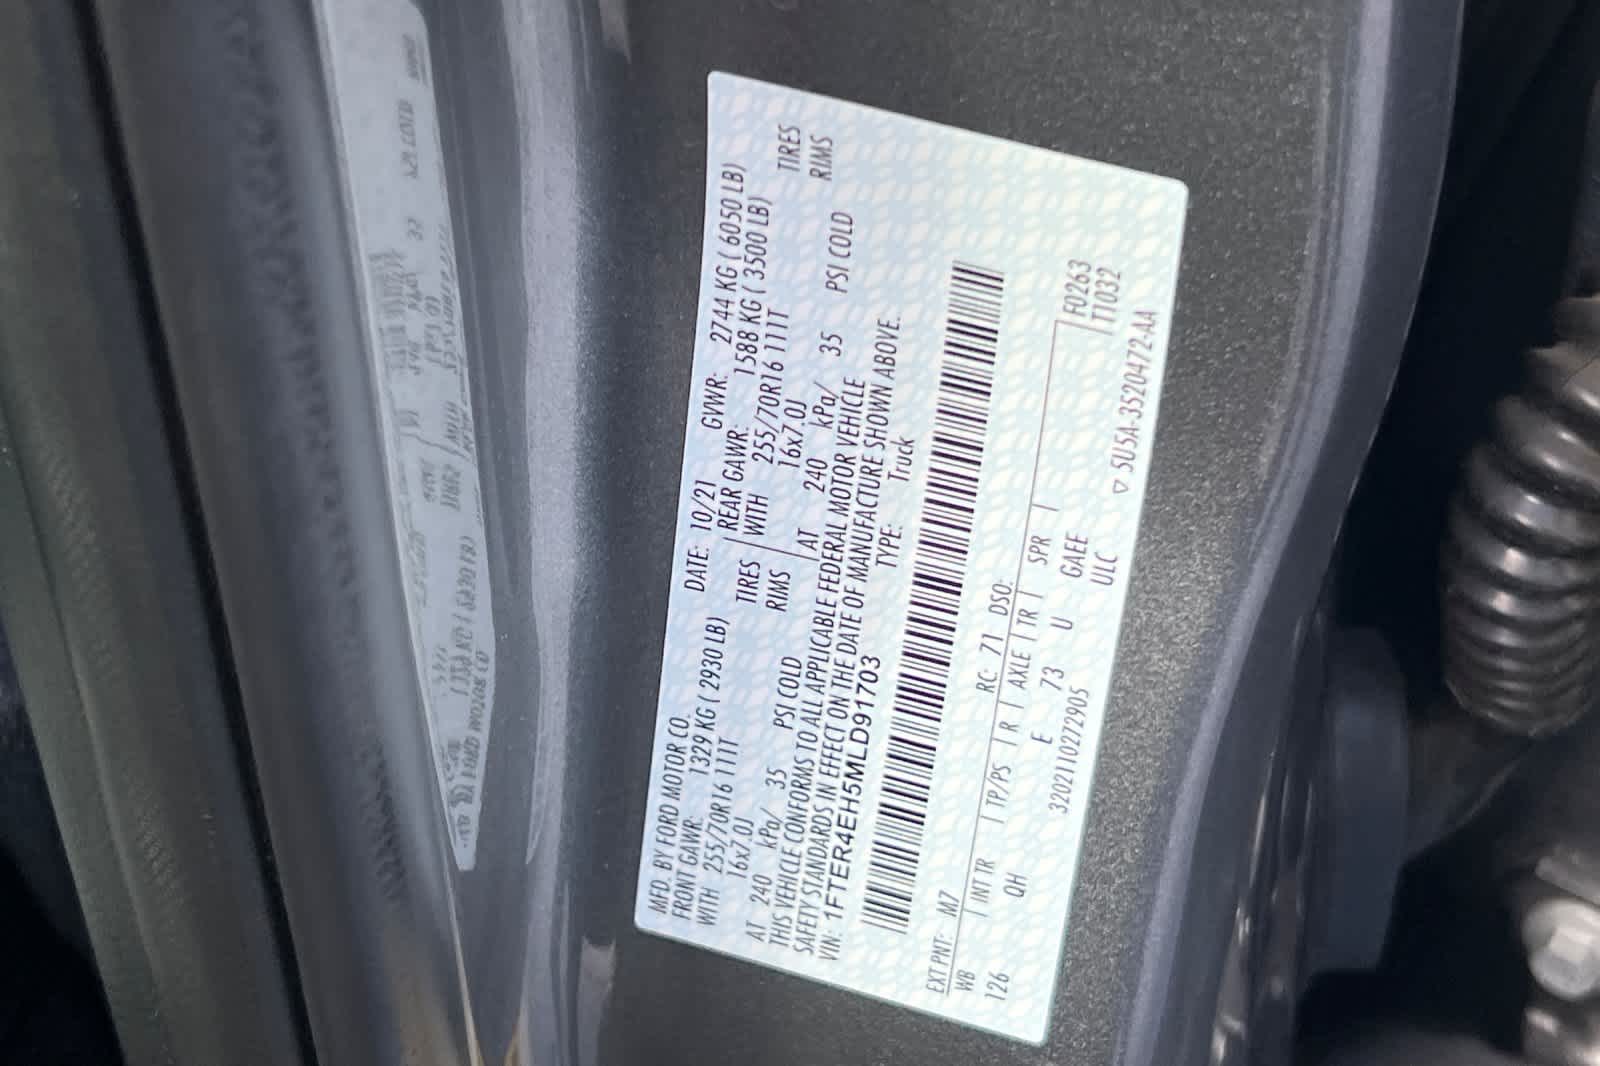 MFD. BY FORD MOTOR CO.
DATE: 10/21 GVWR: 2744 KG ( 6050 LB)
FRONT GAWR: 1329 KG ( 2930 LB)
REAR GAWR: 1588 KG ( 3500 LB)
WITH 255/70R16 111T TIRES
WITH 255/70R16 111T TIRES
16x7.0J RIMS
16x7.0J RIMS
AT 240 kPa/ 35 PSI COLD
AT 240 kPa/ 35 PSI COLD
THIS VEHICLE CONFORMS TO ALL APPLICABLE FEDERAL MOTOR VEHICLE
SAFETY STANDARDS IN EFFECT ON THE DATE OF MANUFACTURE SHOWN ABOVE.
VIN: 1FTER4EH5MLD91703 TYPE: Truck
EXT PNT: M7 RC: 71 DSO: F0263
WB INT TR TP/PS R AXLE TR SPR T1032
126 QH E 73 U GAEE
3202110272905 ULC ▽ 5U5A-3520472-AA